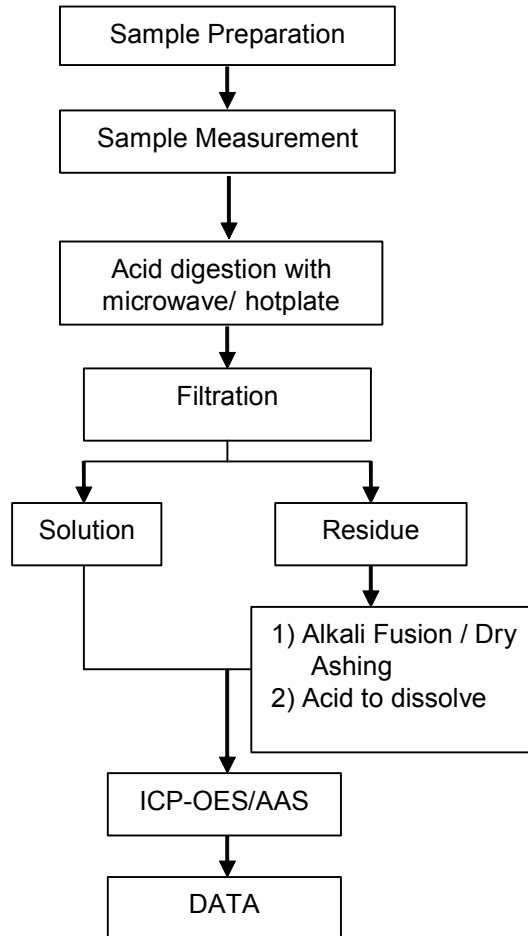 Sample Preparation
Sample Measurement
Acid digestion with
microwave/ hotplate
Filtration
Solution
Residue
1) Alkali Fusion / Dry
Ashing
2) Acid to dissolve
ICP-OES/AAS
DATA